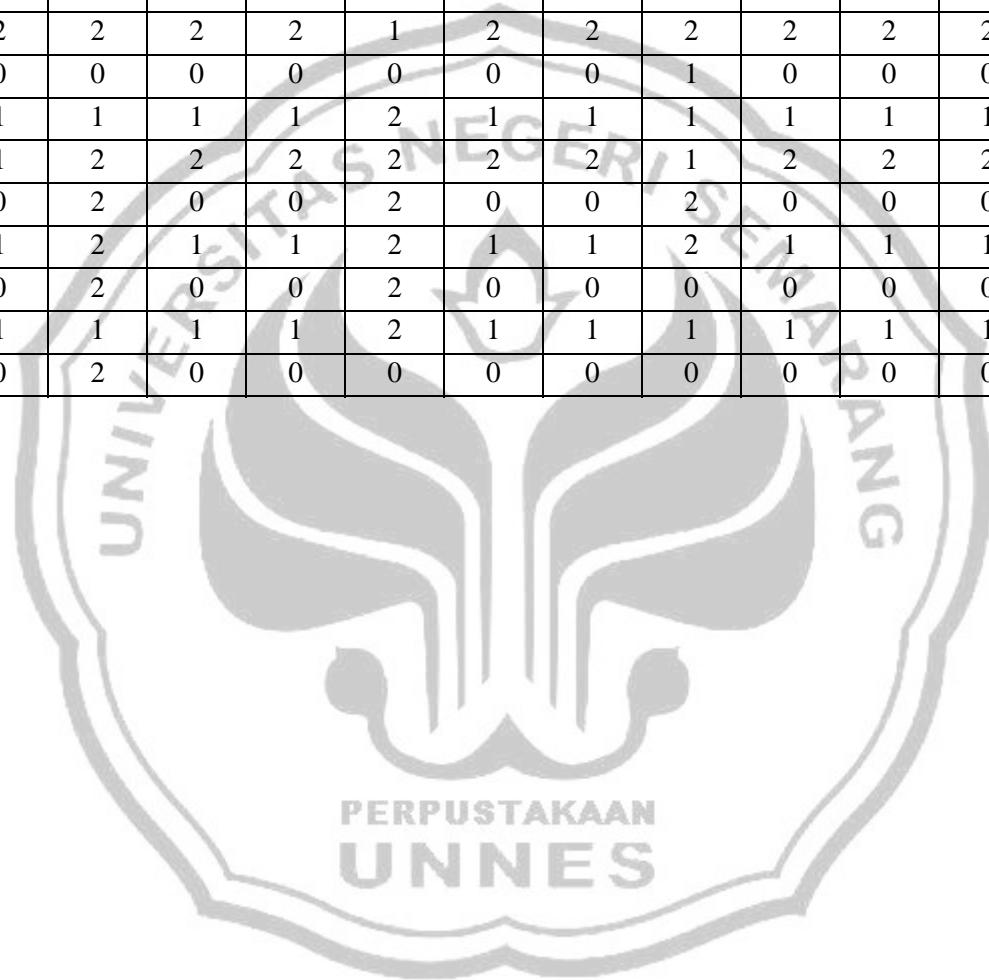 2 2 2 2 1 2 2 2 2 2 2
0 0 0 0 0 0 0 1 0 0 0
1 1 1 1 2 1 1 1 1 1 1
1 2 2 2 2 2 2 1 2 2 2
0 2 0 0 2 0 0 2 0 0 0
1 2 1 1 2 1 1 2 1 1 1
0 2 0 0 2 0 0 0 0 0 0
1 1 1 1 2 1 1 1 1 1 1
0 2 0 0 0 0 0 0 0 0 0
UNIVERSITAS NEGERI SEMARANG
PERPUSTAKAAN
UNNES